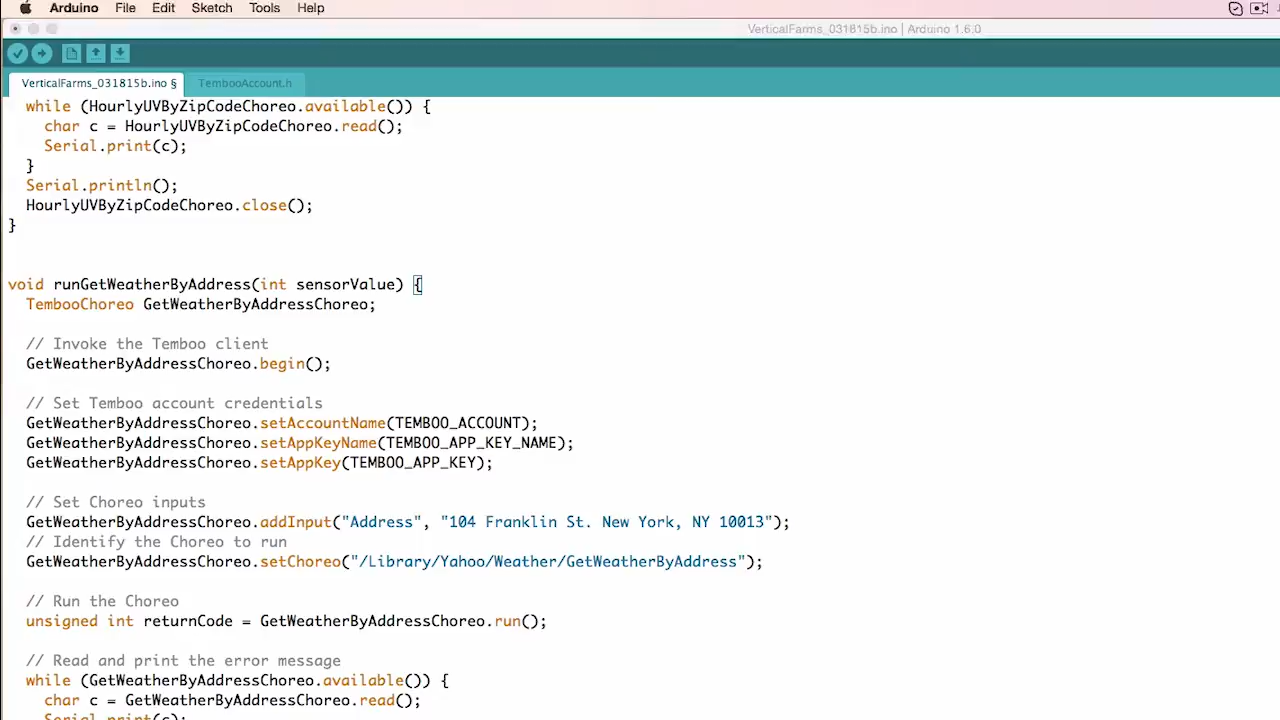 Arduino File Edit Sketch Tools Help
VerticalFarms_031815b.ino | Arduino 1.6.0
VerticalFarms_031815b.ino § TembooAccount.h
while (HourlyUVByZipCodeChoreo.available()) {
char c = HourlyUVByZipCodeChoreo.read();
Serial.print(c);
}
Serial.println();
HourlyUVByZipCodeChoreo.close();
}
void runGetWeatherByAddress(int sensorValue) {
TembooChoreo GetWeatherByAddressChoreo;
// Invoke the Temboo client
GetWeatherByAddressChoreo.begin();
// Set Temboo account credentials
GetWeatherByAddressChoreo.setAccountName(TEMBOO_ACCOUNT);
GetWeatherByAddressChoreo.setAppKeyName(TEMBOO_APP_KEY_NAME);
GetWeatherByAddressChoreo.setAppKey(TEMBOO_APP_KEY);
// Set Choreo inputs
GetWeatherByAddressChoreo.addInput("Address", "104 Franklin St. New York, NY 10013");
// Identify the Choreo to run
GetWeatherByAddressChoreo.setChoreo("/Library/Yahoo/Weather/GetWeatherByAddress");
// Run the Choreo
unsigned int returnCode = GetWeatherByAddressChoreo.run();
// Read and print the error message
while (GetWeatherByAddressChoreo.available()) {
char c = GetWeatherByAddressChoreo.read();
Serial.print(c);